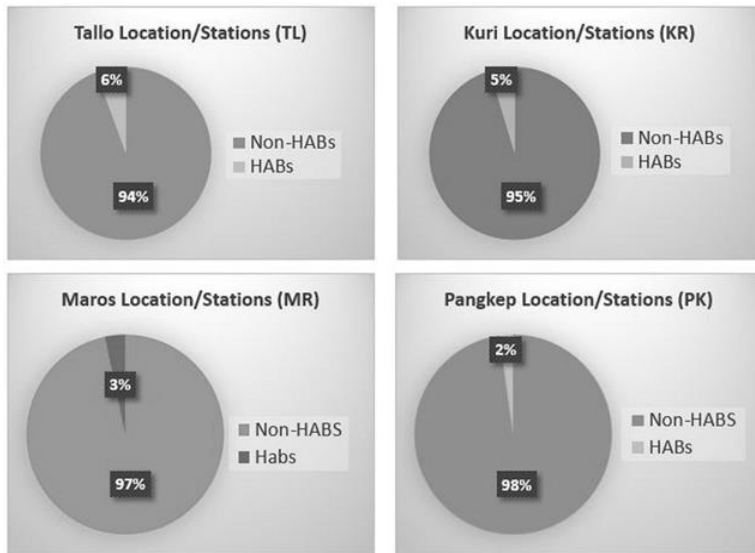 Tallo Location/Stations (TL)
6%
94%
Non-HABs
HABs
Kuri Location/Stations (KR)
5%
95%
Non-HABs
HABs
Maros Location/Stations (MR)
3%
97%
Non-HABS
Habs
Pangkep Location/Stations (PK)
2%
98%
Non-HABS
HABs